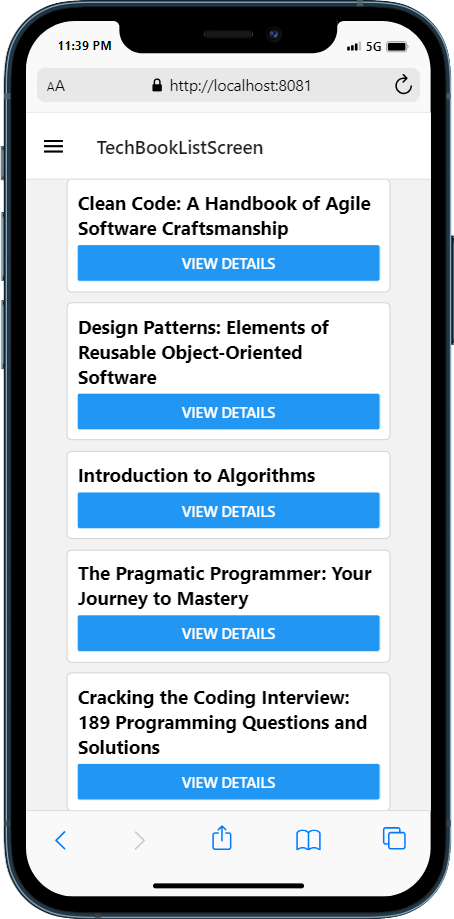 11:39 PM
5G
AA
http://localhost:8081
TechBookListScreen
Clean Code: A Handbook of Agile
Software Craftsmanship
VIEW DETAILS
Design Patterns: Elements of
Reusable Object-Oriented
Software
VIEW DETAILS
Introduction to Algorithms
VIEW DETAILS
The Pragmatic Programmer: Your
Journey to Mastery
VIEW DETAILS
Cracking the Coding Interview:
189 Programming Questions and
Solutions
VIEW DETAILS